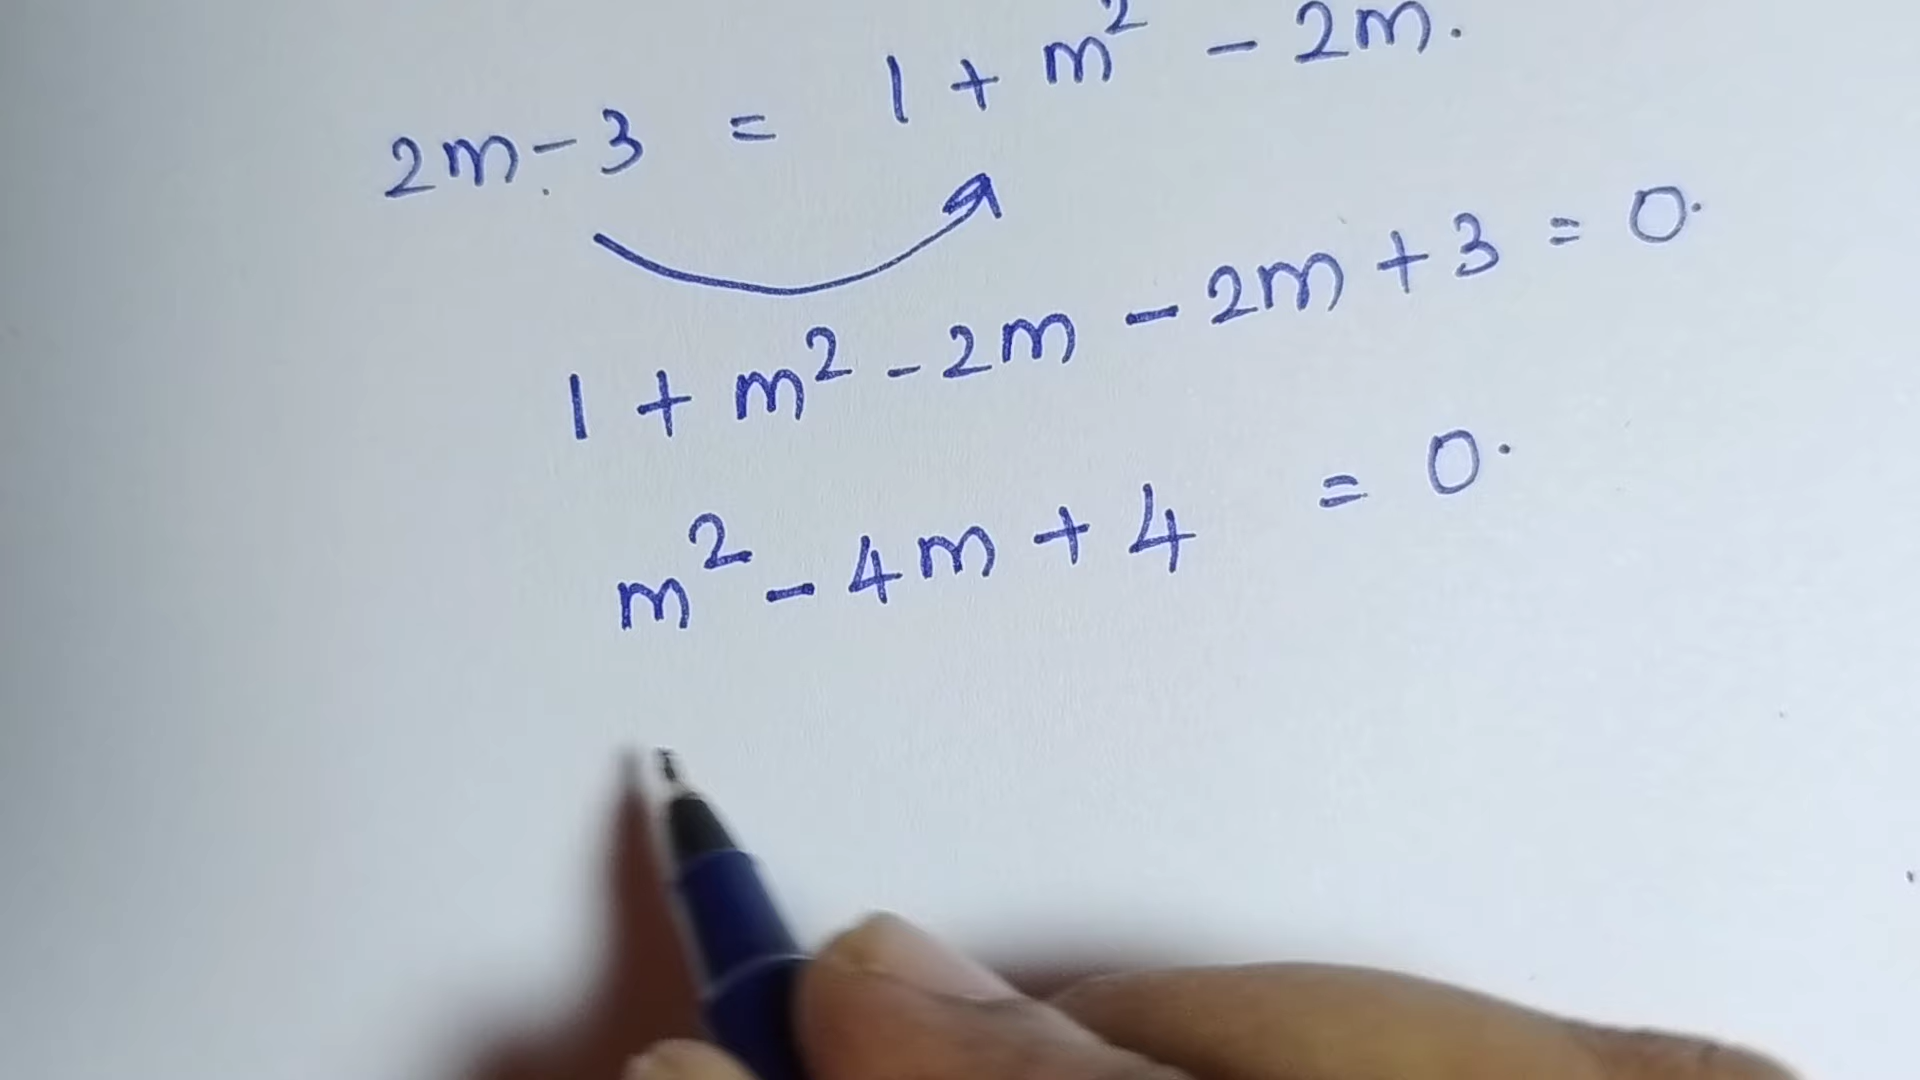 2m - 3 = 1 + m² - 2m.
1 + m² - 2m - 2m + 3 = 0.
m² - 4m + 4 = 0.